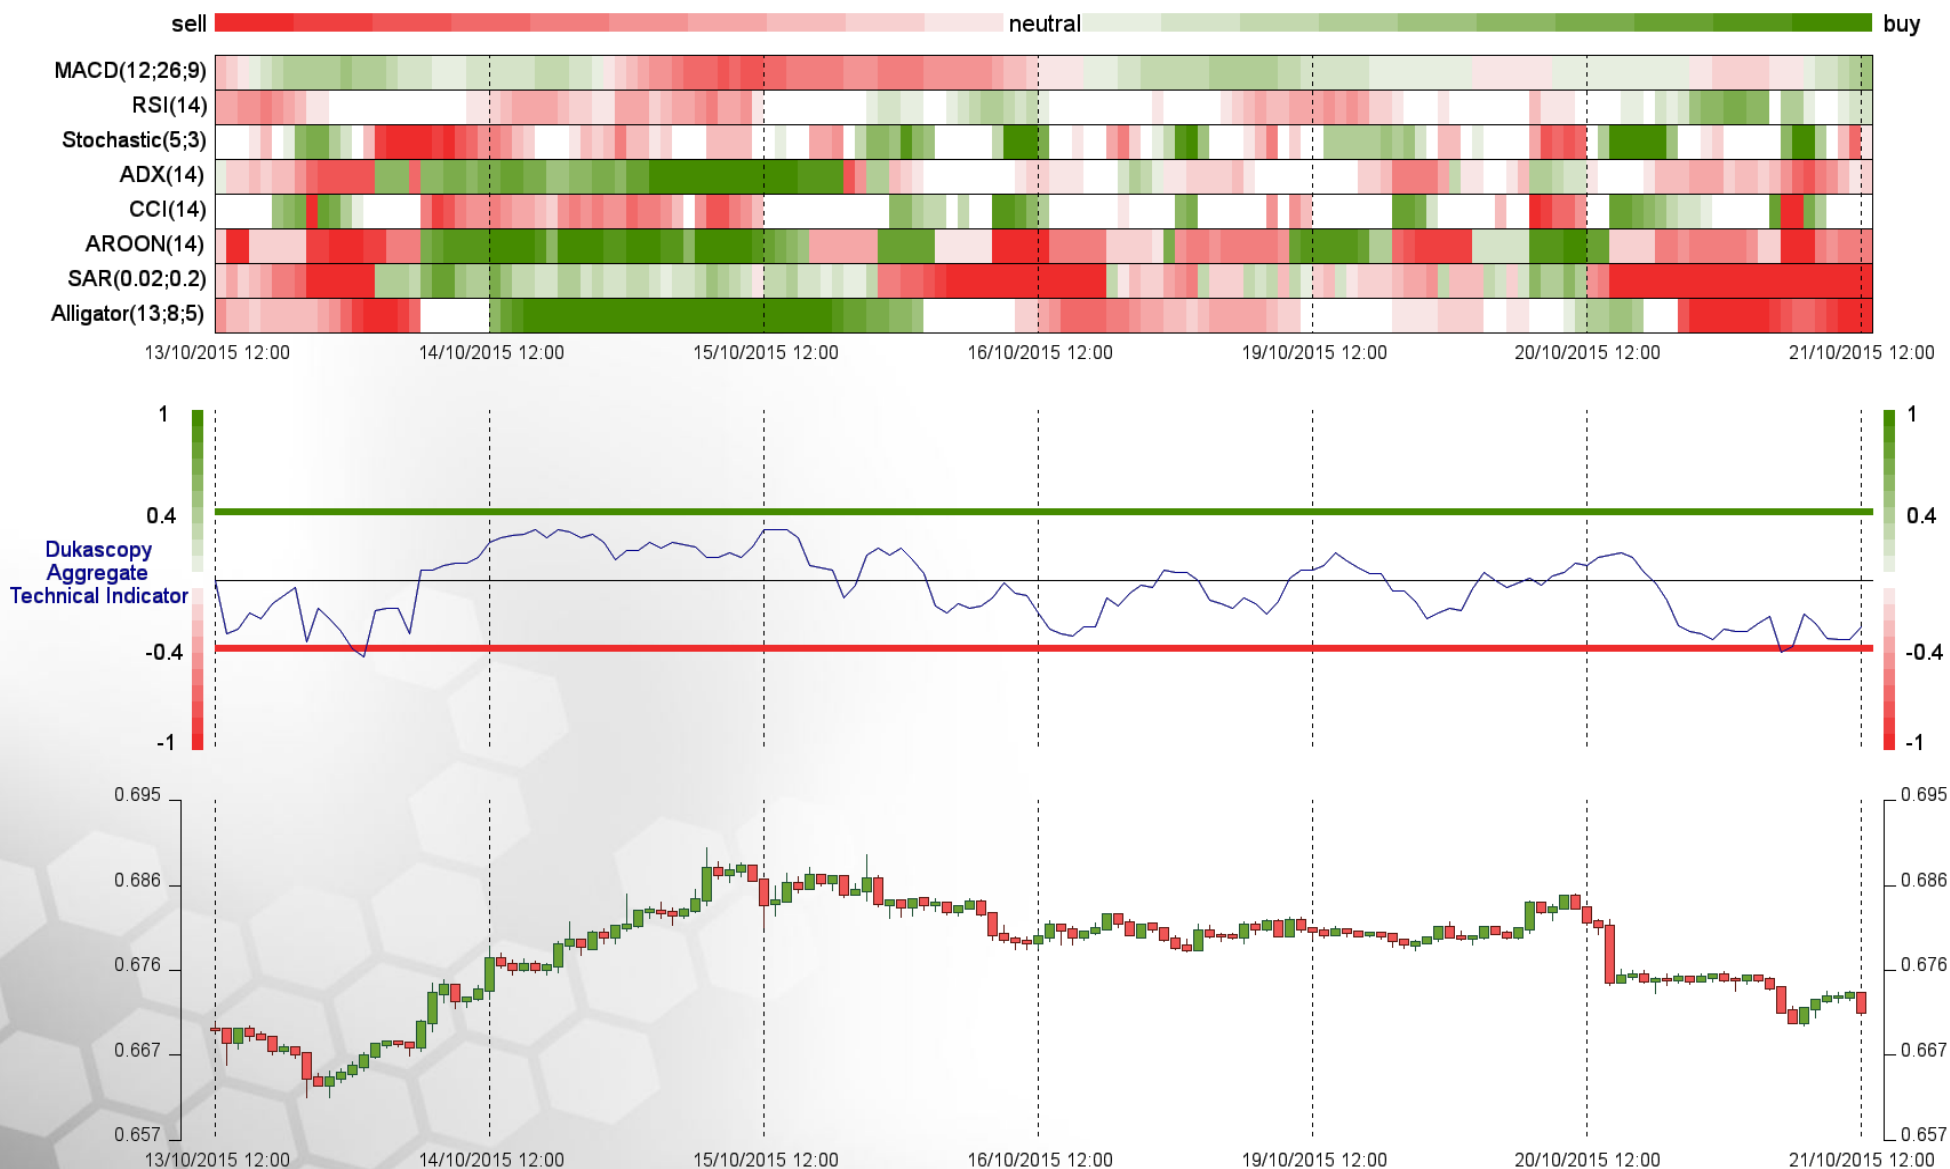 sell neutral buy
MACD(12;26;9)
RSI(14)
Stochastic(5;3)
ADX(14)
CCI(14)
AROON(14)
SAR(0.02;0.2)
Alligator(13;8;5)
13/10/2015 12:00 14/10/2015 12:00 15/10/2015 12:00 16/10/2015 12:00 19/10/2015 12:00 20/10/2015 12:00 21/10/2015 12:00
1 1
0.4 0.4
Dukascopy
Aggregate
Technical Indicator
-0.4 -0.4
-1 -1
0.695 0.695
0.686 0.686
0.676 0.676
0.667 0.667
0.657 0.657
13/10/2015 12:00 14/10/2015 12:00 15/10/2015 12:00 16/10/2015 12:00 19/10/2015 12:00 20/10/2015 12:00 21/10/2015 12:00